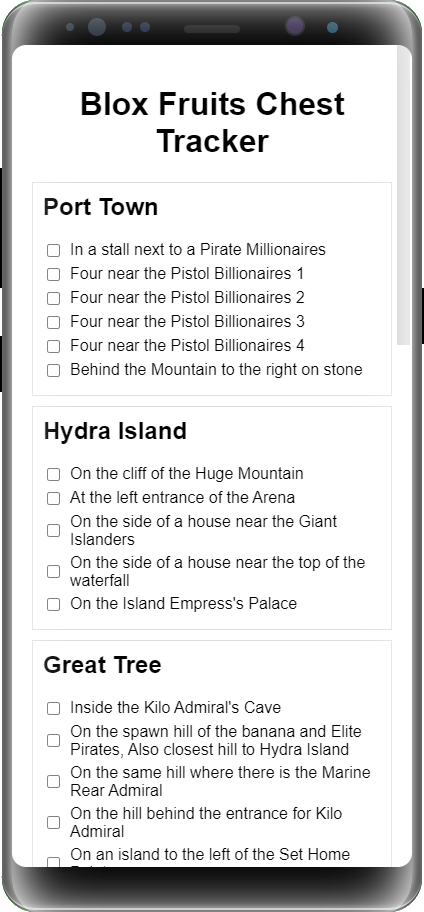 Blox Fruits Chest
Tracker
Port Town
In a stall next to a Pirate Millionaires
Four near the Pistol Billionaires 1
Four near the Pistol Billionaires 2
Four near the Pistol Billionaires 3
Four near the Pistol Billionaires 4
Behind the Mountain to the right on stone
Hydra Island
On the cliff of the Huge Mountain
At the left entrance of the Arena
On the side of a house near the Giant
Islanders
On the side of a house near the top of the
waterfall
On the Island Empress's Palace
Great Tree
Inside the Kilo Admiral's Cave
On the spawn hill of the banana and Elite
Pirates, Also closest hill to Hydra Island
On the same hill where there is the Marine
Rear Admiral
On the hill behind the entrance for Kilo
Admiral
On an island to the left of the Set Home